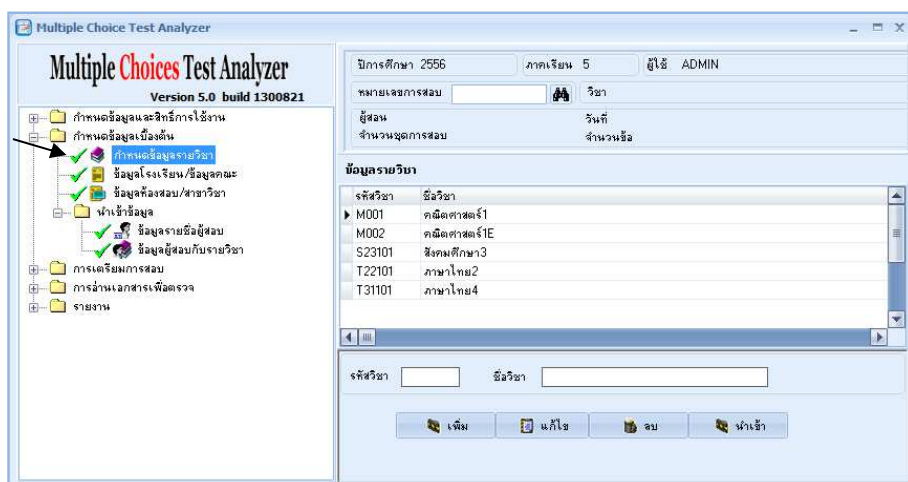 Multiple Choice Test Analyzer
Multiple Choices Test Analyzer
Version 5.0 build 1300821
กำหนดข้อมูลและสิทธิ์การใช้งาน
กำหนดข้อมูลเบื้องต้น
กำหนดข้อมูลรายวิชา
ข้อมูลโรงเรียน/ข้อมูลคณะ
ข้อมูลห้องสอบ/สาขาวิชา
นำเข้าข้อมูล
ข้อมูลรายชื่อผู้สอบ
ข้อมูลผู้สอบกับรายวิชา
การเตรียมการสอบ
การอ่านเอกสารเพื่อตรวจ
รายงาน
ปีการศึกษา 2556 ภาคเรียน 5 ผู้ใช้ ADMIN
หมายเลขการสอบ วิชา
ผู้สอน วันที่
จำนวนชุดการสอบ จำนวนข้อ
ข้อมูลรายวิชา
รหัสวิชา ชื่อวิชา
M001 คณิตศาสตร์1
M002 คณิตศาสตร์1E
S23101 สังคมศึกษา3
T22101 ภาษาไทย2
T31101 ภาษาไทย4
รหัสวิชา ชื่อวิชา
เพิ่ม แก้ไข ลบ นำเข้า